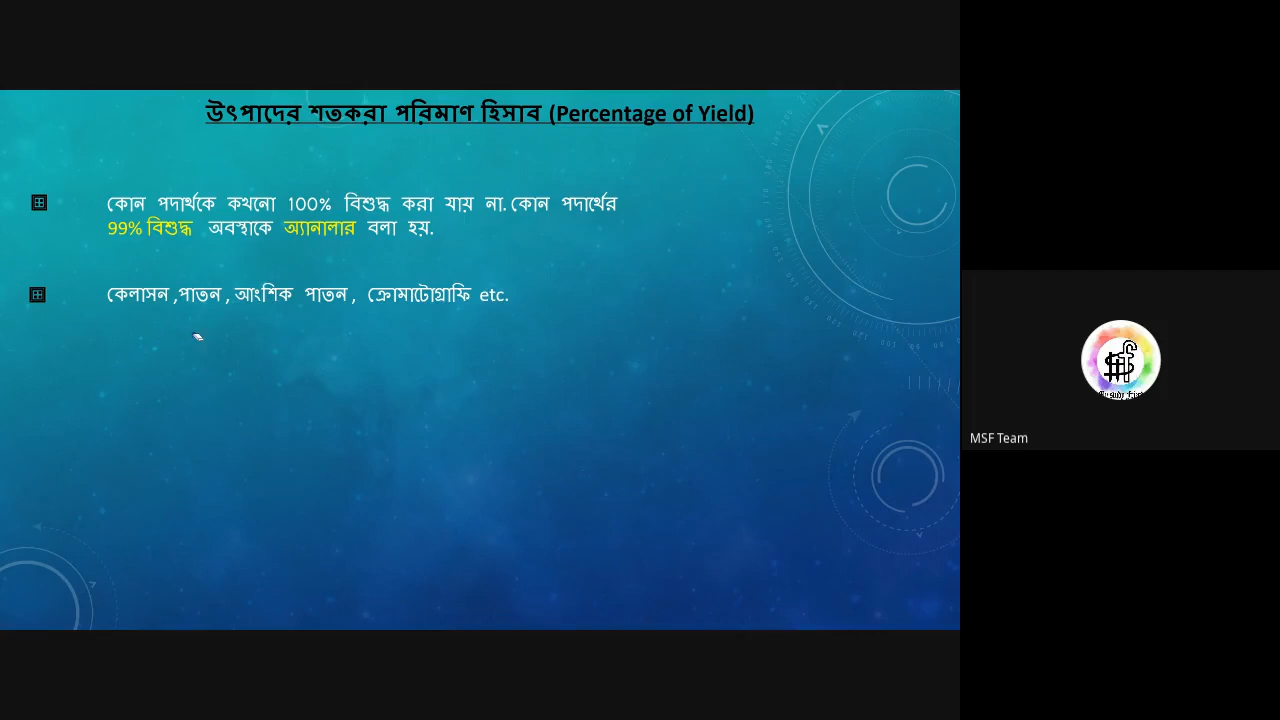 উৎপাদের শতকরা পরিমাণ হিসাব (Percentage of Yield)
কোন পদার্থকে কখনো 100% বিশুদ্ধ করা যায় না. কোন পদার্থের
99% বিশুদ্ধ অবস্থাকে অ্যানালার বলা হয়.
কেলাসন ,পাতন , আংশিক পাতন , ক্রোমাটোগ্রাফি etc.
MSF Team